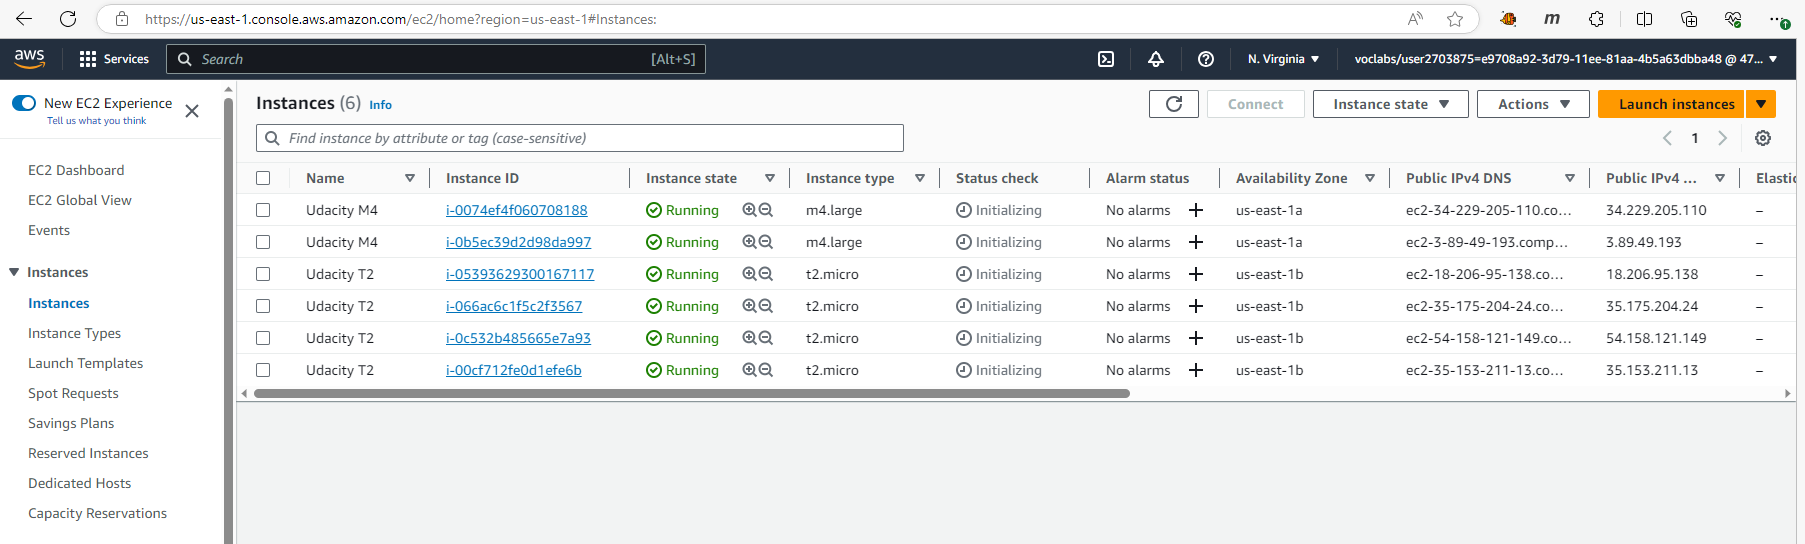 https://us-east-1.console.aws.amazon.com/ec2/home?region=us-east-1#Instances:
aws Services Search [Alt+S] N. Virginia voclabs/user2703875=e9708a92-3d79-11ee-81aa-4b5a63dbba48 @ 47...
New EC2 Experience
Tell us what you think
EC2 Dashboard
EC2 Global View
Events
Instances
Instances
Instance Types
Launch Templates
Spot Requests
Savings Plans
Reserved Instances
Dedicated Hosts
Capacity Reservations
Instances (6) Info
Connect Instance state Actions Launch instances
Find instance by attribute or tag (case-sensitive)
1
Name Instance ID Instance state Instance type Status check Alarm status Availability Zone Public IPv4 DNS Public IPv4 ... Elastic
Udacity M4 i-0074ef4f060708188 Running m4.large Initializing No alarms + us-east-1a ec2-34-229-205-110.co... 34.229.205.110 –
Udacity M4 i-0b5ec39d2d98da997 Running m4.large Initializing No alarms + us-east-1a ec2-3-89-49-193.comp... 3.89.49.193 –
Udacity T2 i-05393629300167117 Running t2.micro Initializing No alarms + us-east-1b ec2-18-206-95-138.co... 18.206.95.138 –
Udacity T2 i-066ac6c1f5c2f3567 Running t2.micro Initializing No alarms + us-east-1b ec2-35-175-204-24.co... 35.175.204.24 –
Udacity T2 i-0c532b485665e7a93 Running t2.micro Initializing No alarms + us-east-1b ec2-54-158-121-149.co... 54.158.121.149 –
Udacity T2 i-00cf712fe0d1efe6b Running t2.micro Initializing No alarms + us-east-1b ec2-35-153-211-13.co... 35.153.211.13 –